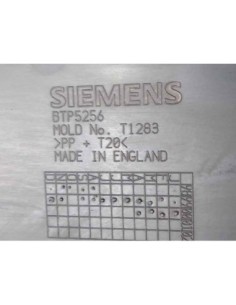 SIEMENS
BTP5256
MOLD No. T1283
>PP + T20<
MADE IN ENGLAND